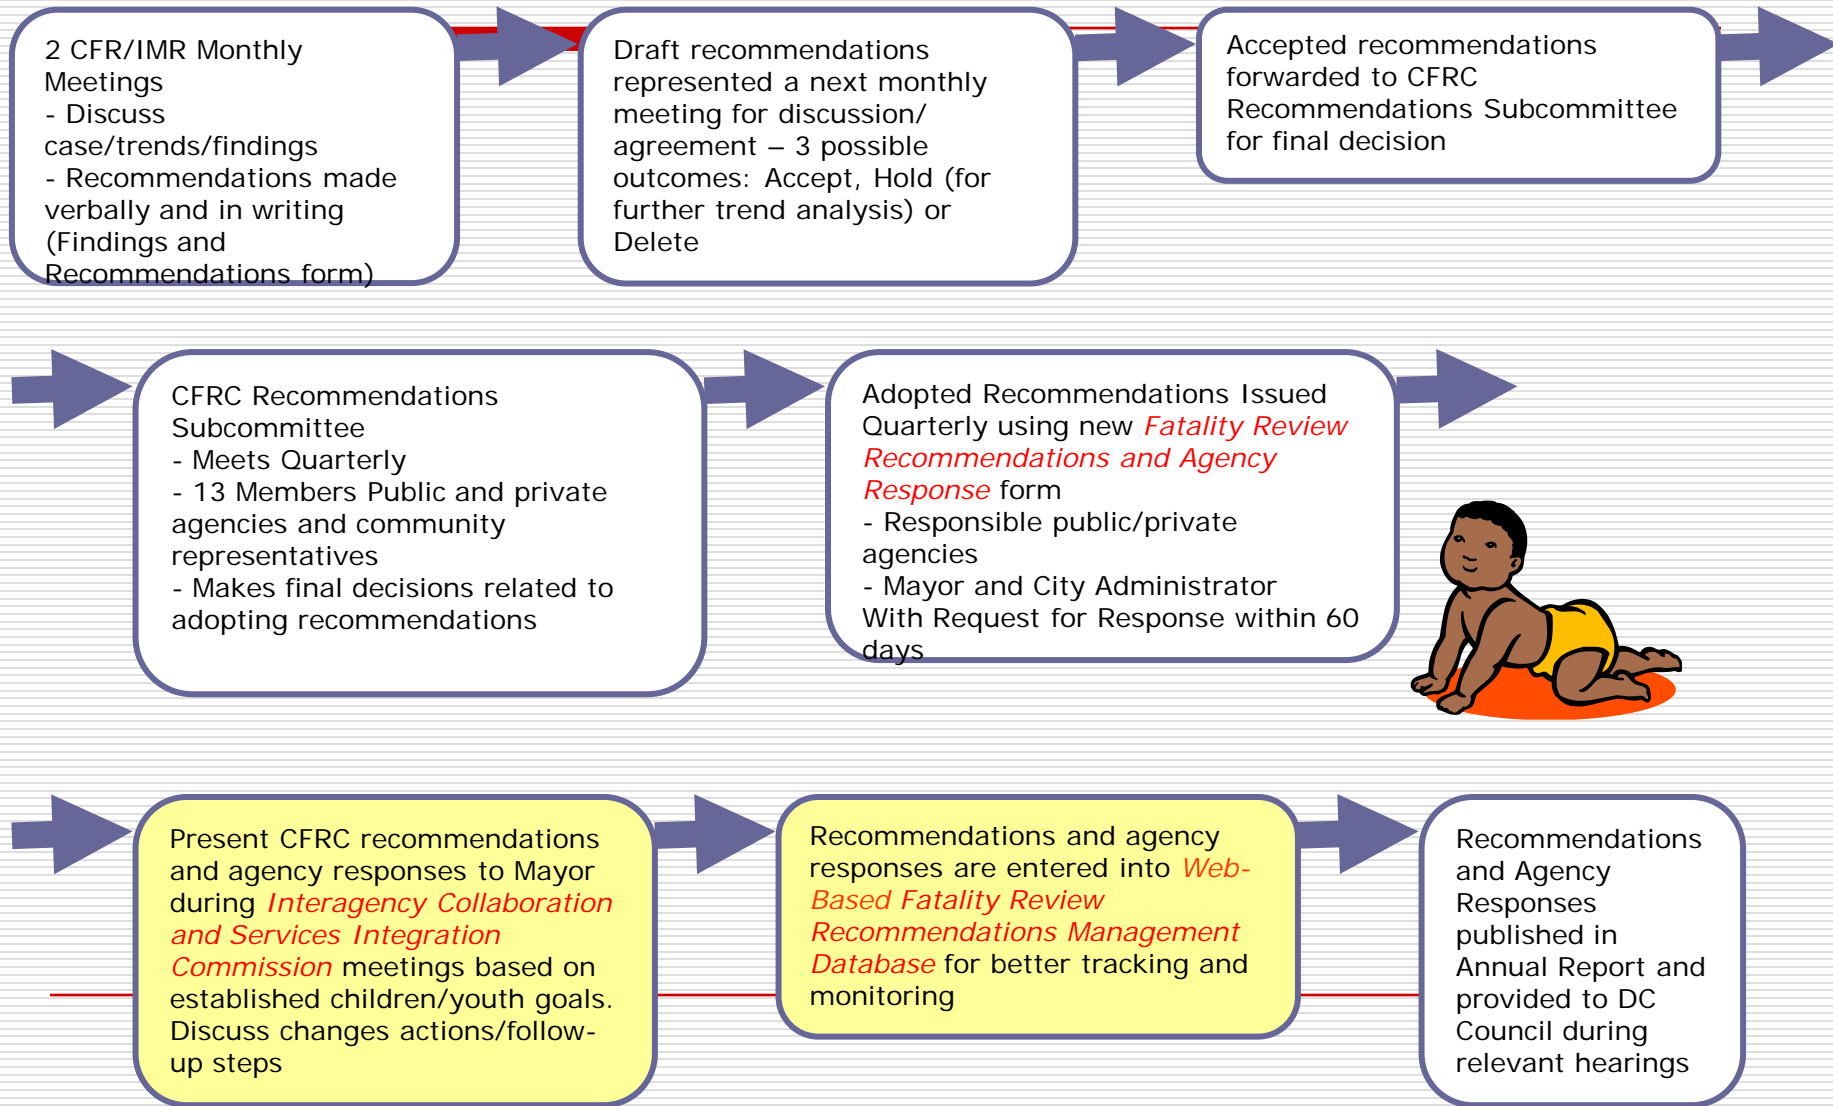 2 CFR/IMR Monthly
Meetings
- Discuss
case/trends/findings
- Recommendations made
verbally and in writing
(Findings and
Recommendations form)
Draft recommendations
represented a next monthly
meeting for discussion/
agreement – 3 possible
outcomes: Accept, Hold (for
further trend analysis) or
Delete
Accepted recommendations
forwarded to CFRC
Recommendations Subcommittee
for final decision
CFRC Recommendations
Subcommittee
- Meets Quarterly
- 13 Members Public and private
agencies and community
representatives
- Makes final decisions related to
adopting recommendations
Adopted Recommendations Issued
Quarterly using new Fatality Review
Recommendations and Agency
Response form
- Responsible public/private
agencies
- Mayor and City Administrator
With Request for Response within 60
days
Present CFRC recommendations
and agency responses to Mayor
during Interagency Collaboration
and Services Integration
Commission meetings based on
established children/youth goals.
Discuss changes actions/follow-
up steps
Recommendations and agency
responses are entered into Web-
Based Fatality Review
Recommendations Management
Database for better tracking and
monitoring
Recommendations
and Agency
Responses
published in
Annual Report and
provided to DC
Council during
relevant hearings